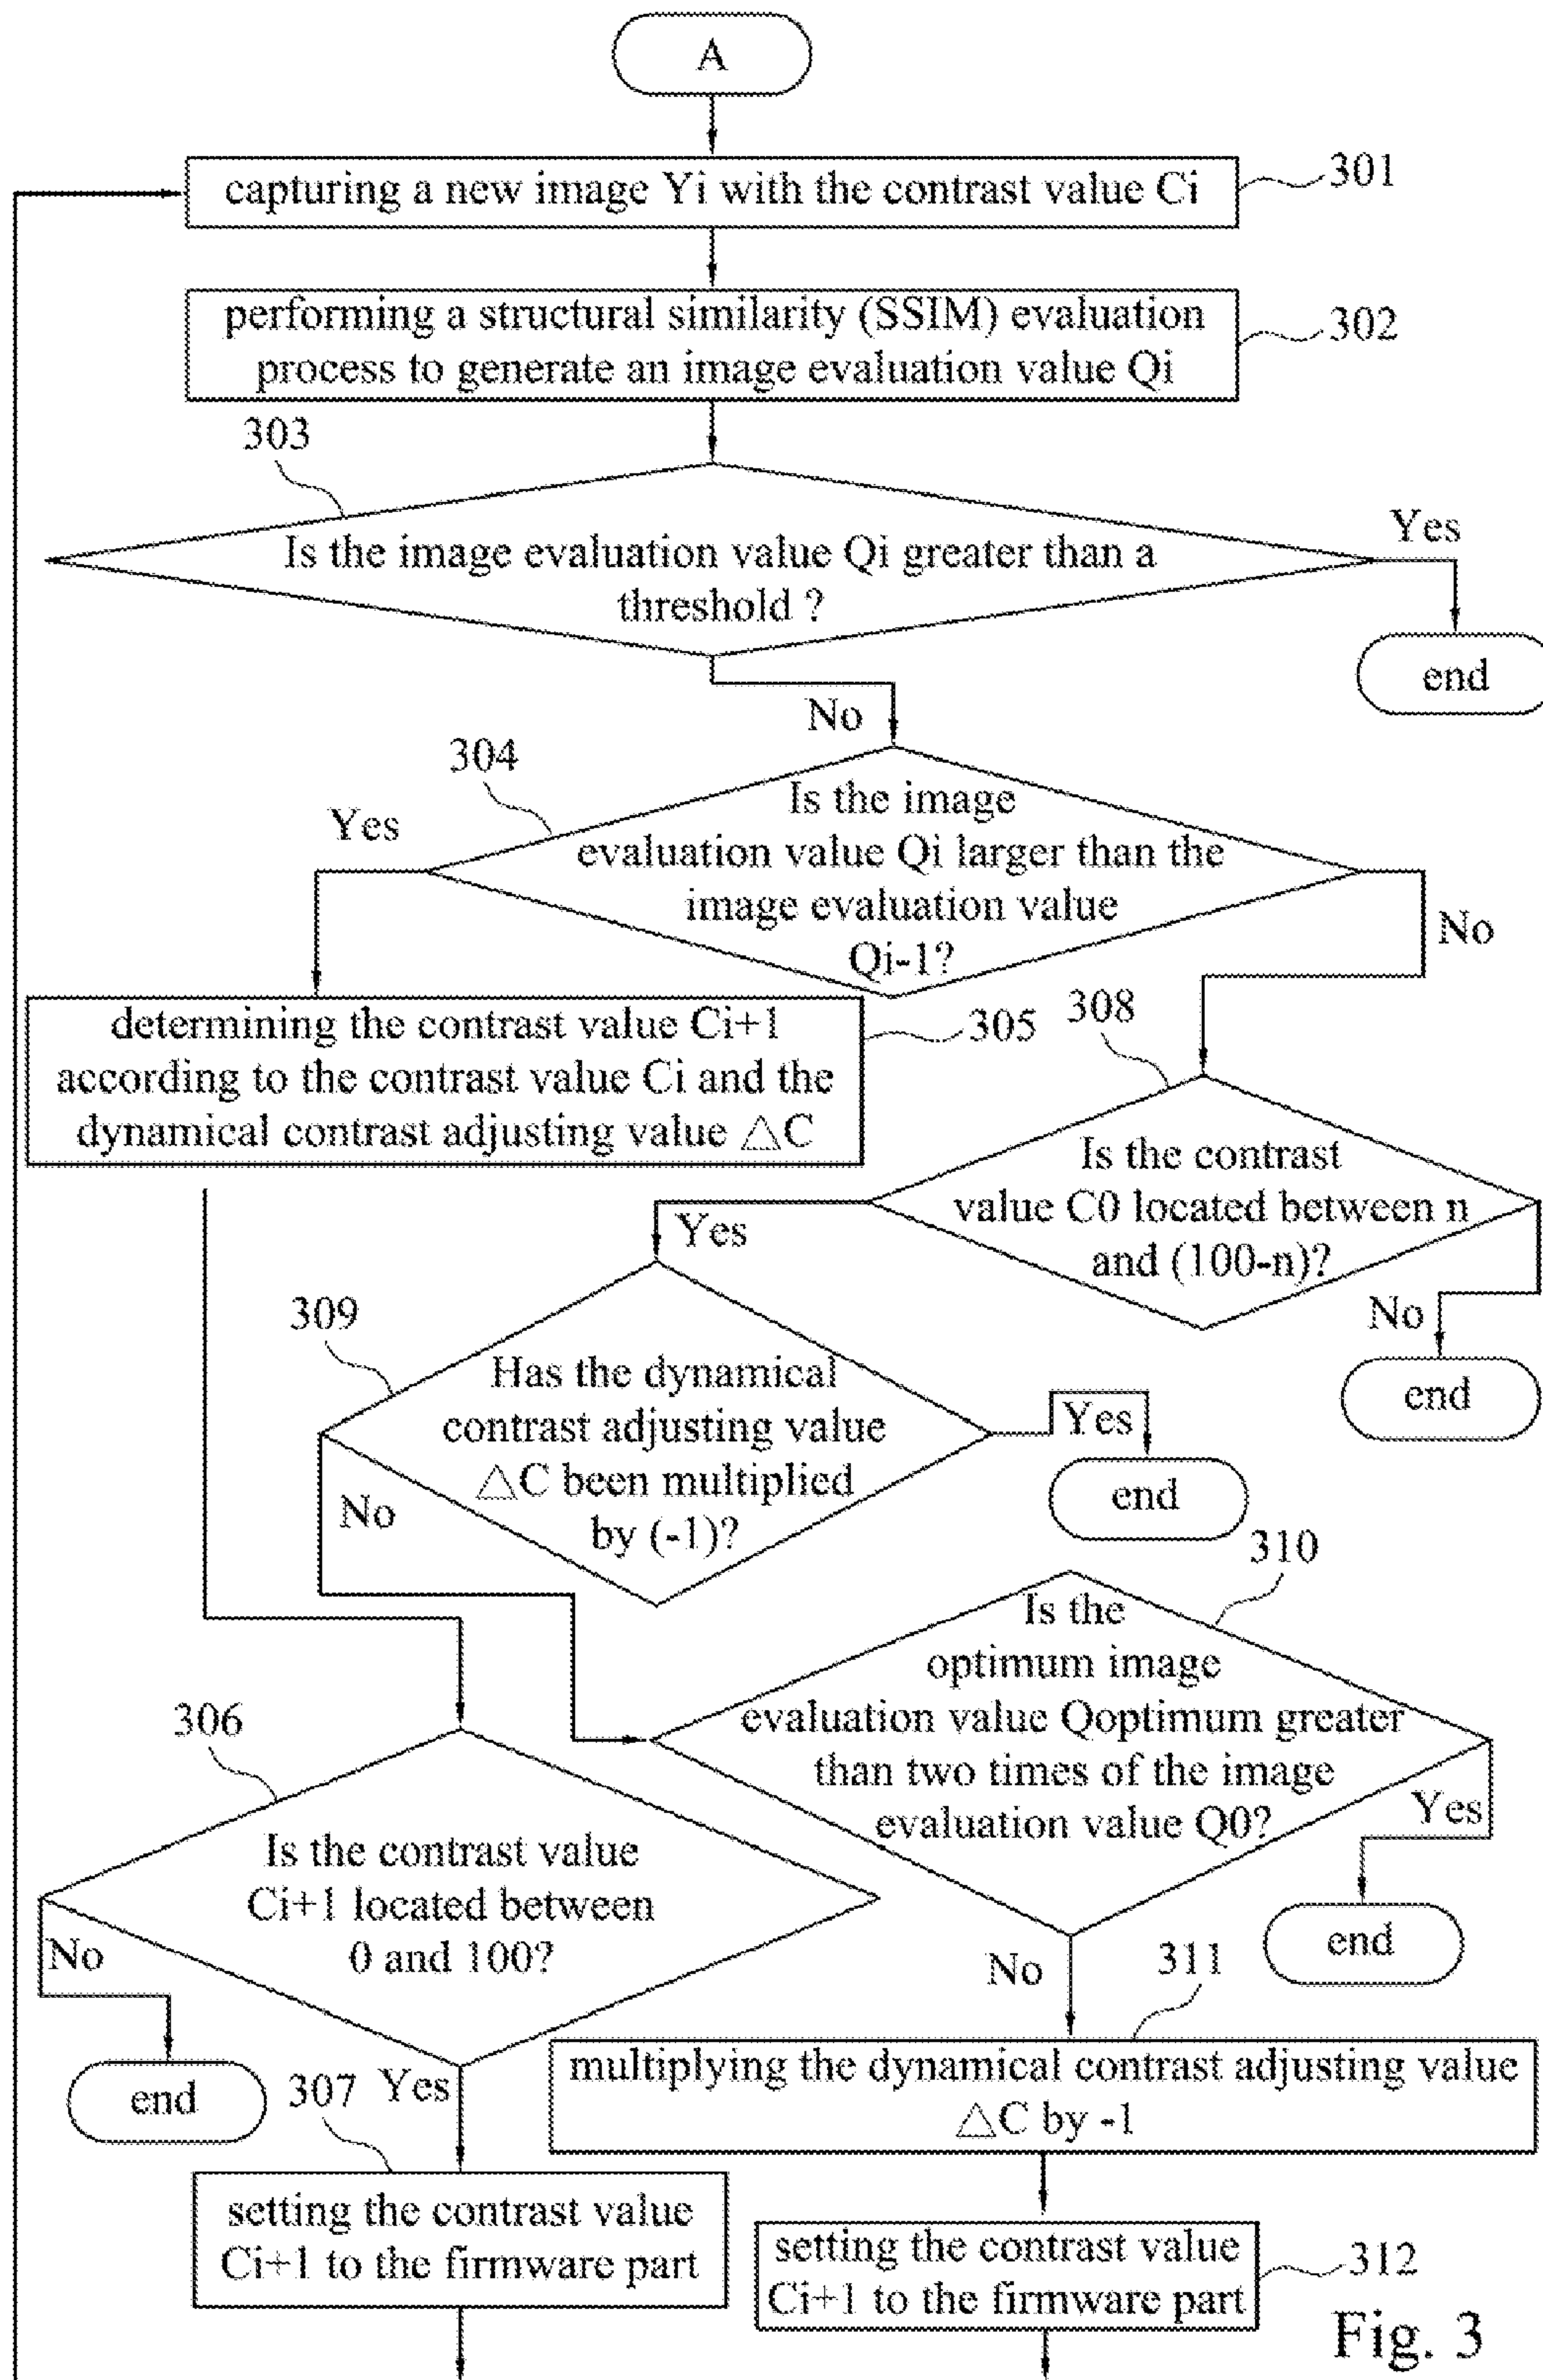 A
capturing a new image Yi with the contrast value Ci
301
performing a structural similarity (SSIM) evaluation
process to generate an image evaluation value Qi
302
303
Is the image evaluation value Qi greater than a
threshold ?
Yes
end
No
304
Is the image
evaluation value Qi larger than the
image evaluation value
Qi-1?
Yes
No
determining the contrast value Ci+1
according to the contrast value Ci and the
dynamical contrast adjusting value △C
305
308
Is the contrast
value C0 located between n
and (100-n)?
Yes
No
end
309
Has the dynamical
contrast adjusting value
△C been multiplied
by (-1)?
Yes
end
No
310
Is the
optimum image
evaluation value Qoptimum greater
than two times of the image
evaluation value Q0?
Yes
end
No
306
Is the contrast value
Ci+1 located between
0 and 100?
No
end
Yes
311
multiplying the dynamical contrast adjusting value
△C by -1
307
setting the contrast value
Ci+1 to the firmware part
setting the contrast value
Ci+1 to the firmware part
312
Fig. 3